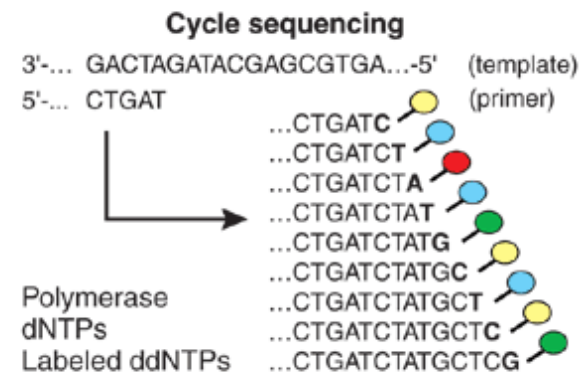 Cycle sequencing
3'-... GACTAGATACGAGCGTGA...-5' (template)
5'-... CTGAT (primer)
...CTGATC
...CTGATCT
...CTGATCTA
...CTGATCTAT
...CTGATCTATG
...CTGATCTATGC
...CTGATCTATGCT
...CTGATCTATGCTC
...CTGATCTATGCTCG
Polymerase
dNTPs
Labeled ddNTPs